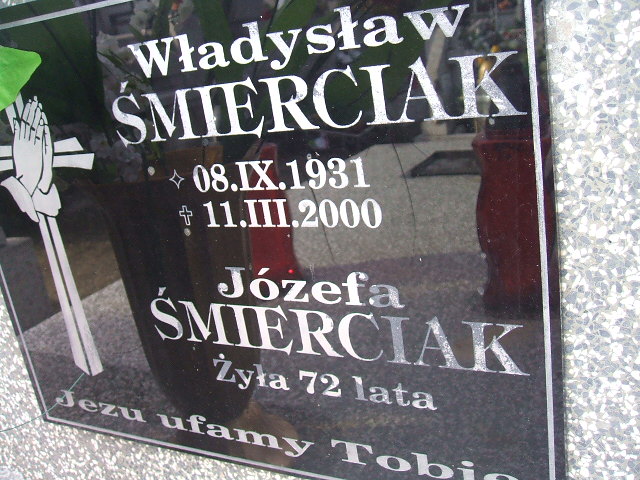 Władysław
ŚMIERCIAK
08.IX.1931
11.III.2000
Józefa
ŚMIERCIAK
Żyła 72 lata
Jezu ufamy Tobie